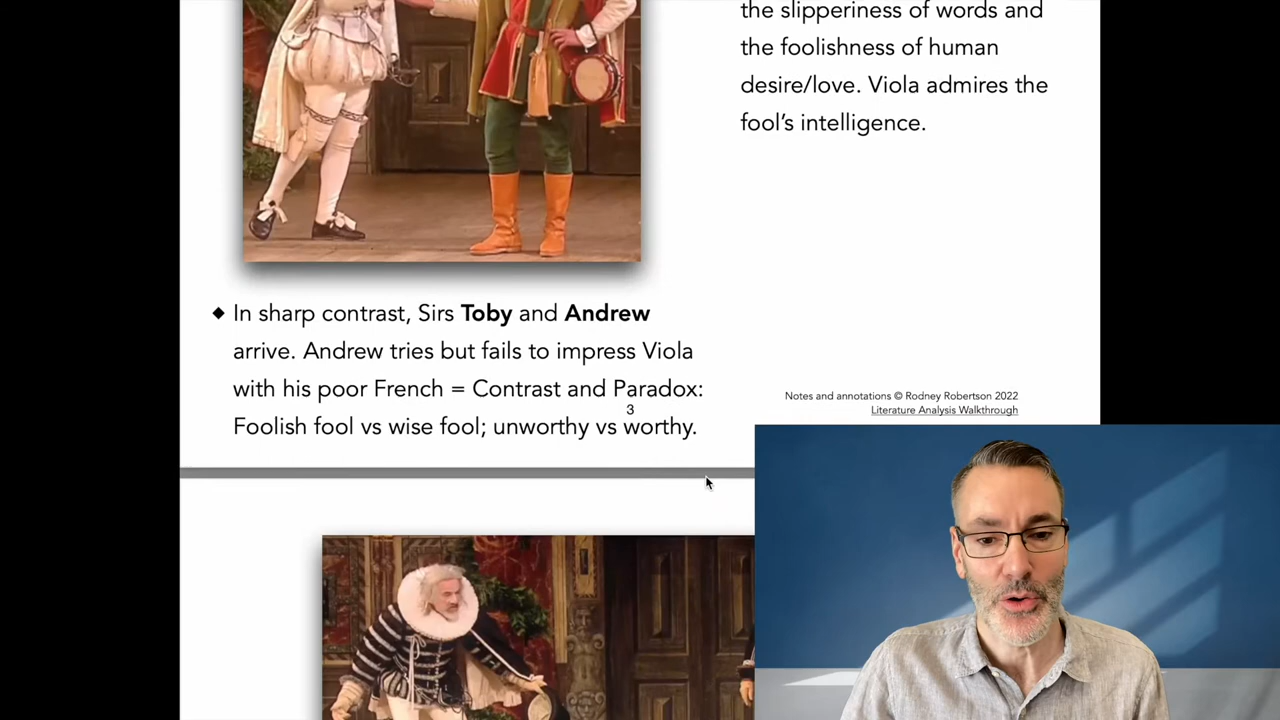 the slipperiness of words and
the foolishness of human
desire/love. Viola admires the
fool’s intelligence.
◆ In sharp contrast, Sirs Toby and Andrew
arrive. Andrew tries but fails to impress Viola
with his poor French = Contrast and Paradox:
Foolish fool vs wise fool; unworthy vs worthy.
3
Notes and annotations © Rodney Robertson 2022
Literature Analysis Walkthrough